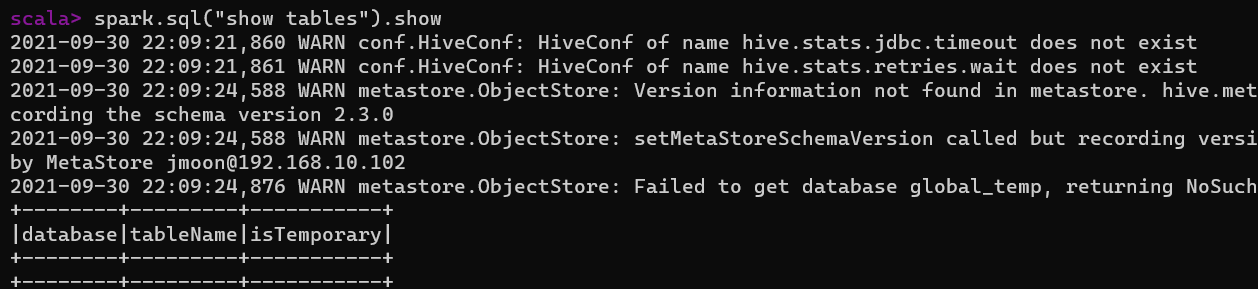 scala> spark.sql("show tables").show
2021-09-30 22:09:21,860 WARN conf.HiveConf: HiveConf of name hive.stats.jdbc.timeout does not exist
2021-09-30 22:09:21,861 WARN conf.HiveConf: HiveConf of name hive.stats.retries.wait does not exist
2021-09-30 22:09:24,588 WARN metastore.ObjectStore: Version information not found in metastore. hive.met
cording the schema version 2.3.0
2021-09-30 22:09:24,588 WARN metastore.ObjectStore: setMetaStoreSchemaVersion called but recording versi
by MetaStore jmoon@192.168.10.102
2021-09-30 22:09:24,876 WARN metastore.ObjectStore: Failed to get database global_temp, returning NoSuch
+--------+---------+-----------+
|database|tableName|isTemporary|
+--------+---------+-----------+
+--------+---------+-----------+